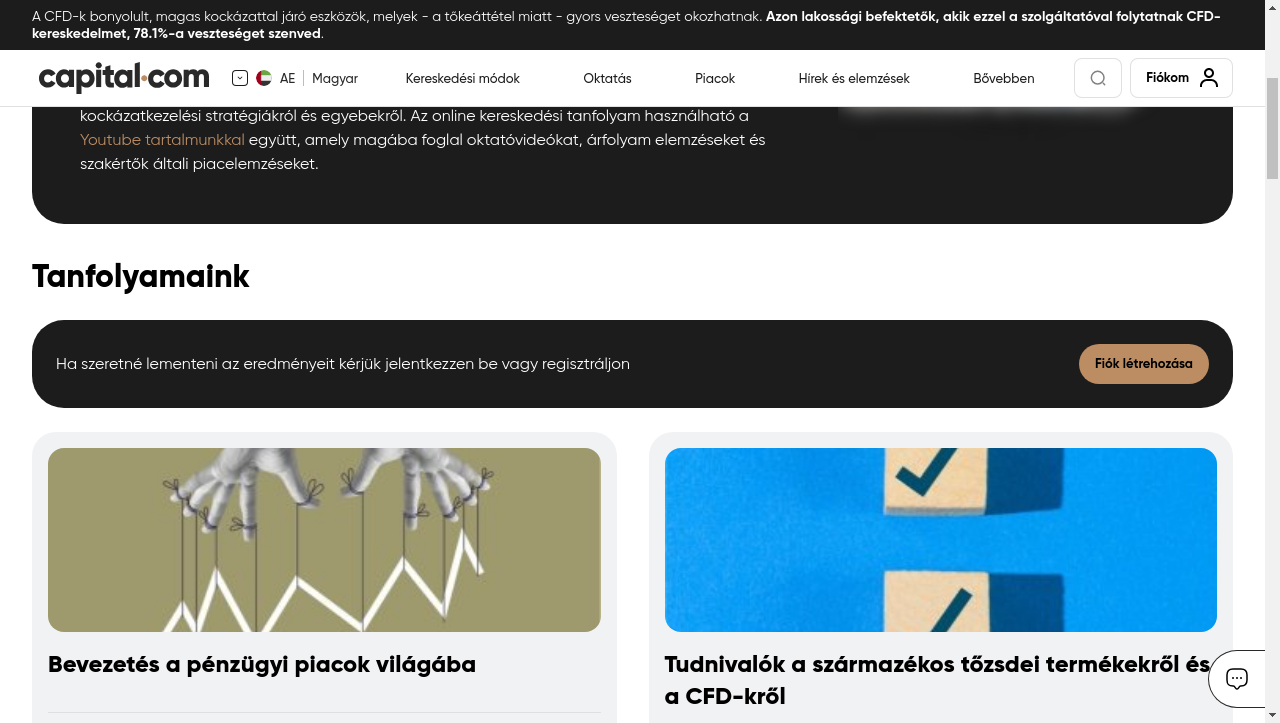 A CFD-k bonyolult, magas kockázattal járó eszközök, melyek - a tőkeáttétel miatt - gyors veszteséget okozhatnak. Azon lakossági befektetők, akik ezzel a szolgáltatóval folytatnak CFD-
kereskedelmet, 78.1%-a veszteséget szenved.
capital.com
AE Magyar Kereskedési módok Oktatás Piacok Hírek és elemzések Bővebben Fiókom
kockázatkezelési stratégiákról és egyebekről. Az online kereskedési tanfolyam használható a
Youtube tartalmunkkal együtt, amely magába foglal oktatóvideókat, árfolyam elemzéseket és
szakértők általi piacelemzéseket.
Tanfolyamaink
Ha szeretné lementeni az eredményeit kérjük jelentkezzen be vagy regisztráljon
Fiók létrehozása
Bevezetés a pénzügyi piacok világába
Tudnivalók a származékos tőzsdei termékekről és
a CFD-kről